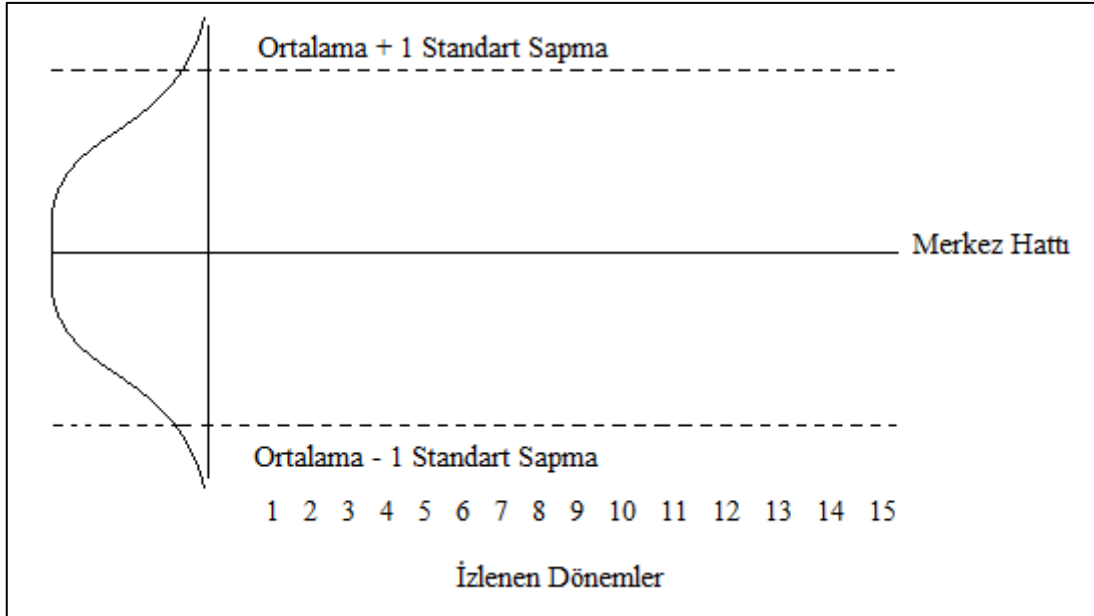 Ortalama + 1 Standart Sapma
Merkez Hattı
Ortalama - 1 Standart Sapma
1 2 3 4 5 6 7 8 9 10 11 12 13 14 15
İzlenen Dönemler